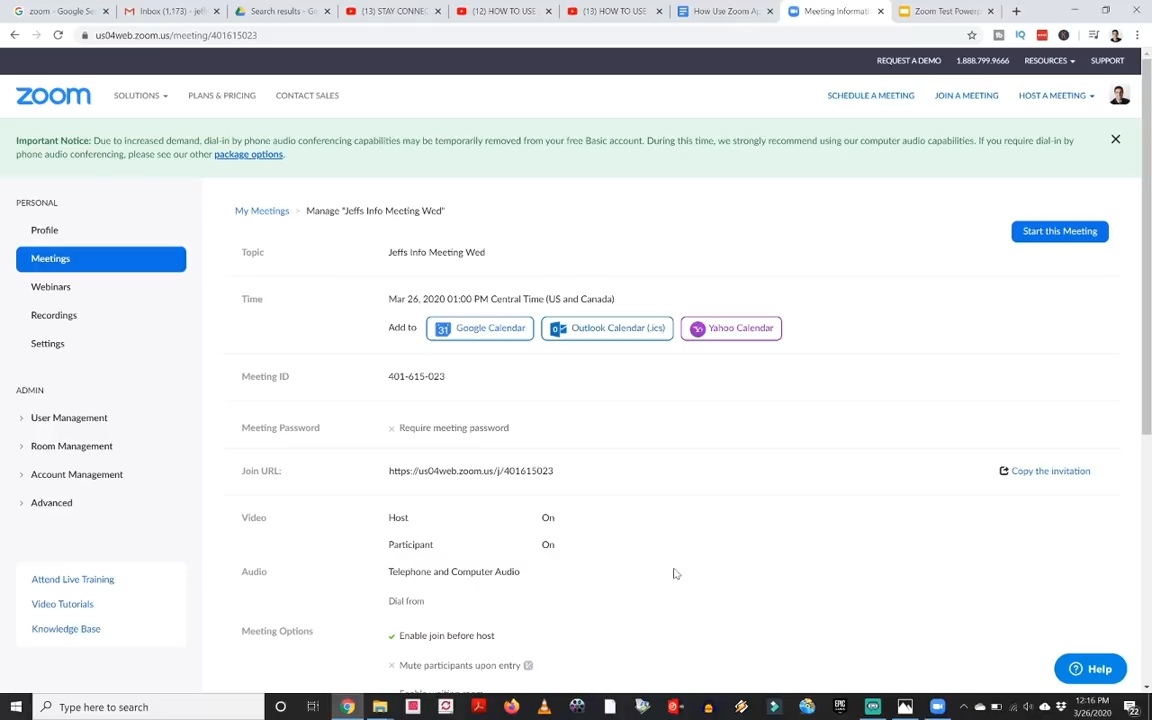 zoom - Google Se
Inbox (1,173) - jeff
Search results - Go
(13) STAY CONNE
(12) HOW TO USE
(13) HOW TO USE
How Use Zoom Ap
Meeting Informati
Zoom Test Powerp
us04web.zoom.us/meeting/401615023
REQUEST A DEMO 1.888.799.9666 RESOURCES SUPPORT
zoom SOLUTIONS PLANS & PRICING CONTACT SALES SCHEDULE A MEETING JOIN A MEETING HOST A MEETING
Important Notice: Due to increased demand, dial-in by phone audio conferencing capabilities may be temporarily removed from your free Basic account. During this time, we strongly recommend using our computer audio capabilities. If you require dial-in by
phone audio conferencing, please see our other package options.
PERSONAL
Profile
Meetings
Webinars
Recordings
Settings
ADMIN
User Management
Room Management
Account Management
Advanced
Attend Live Training
Video Tutorials
Knowledge Base
My Meetings > Manage "Jeffs Info Meeting Wed"
Start this Meeting
Topic Jeffs Info Meeting Wed
Time Mar 26, 2020 01:00 PM Central Time (US and Canada)
Add to 31 Google Calendar Outlook Calendar (.ics) Yahoo Calendar
Meeting ID 401-615-023
Meeting Password × Require meeting password
Join URL: https://us04web.zoom.us/j/401615023 Copy the invitation
Video Host On
Participant On
Audio Telephone and Computer Audio
Dial from
Meeting Options Enable join before host
× Mute participants upon entry
Help
Type here to search
12:16 PM
3/26/2020
22